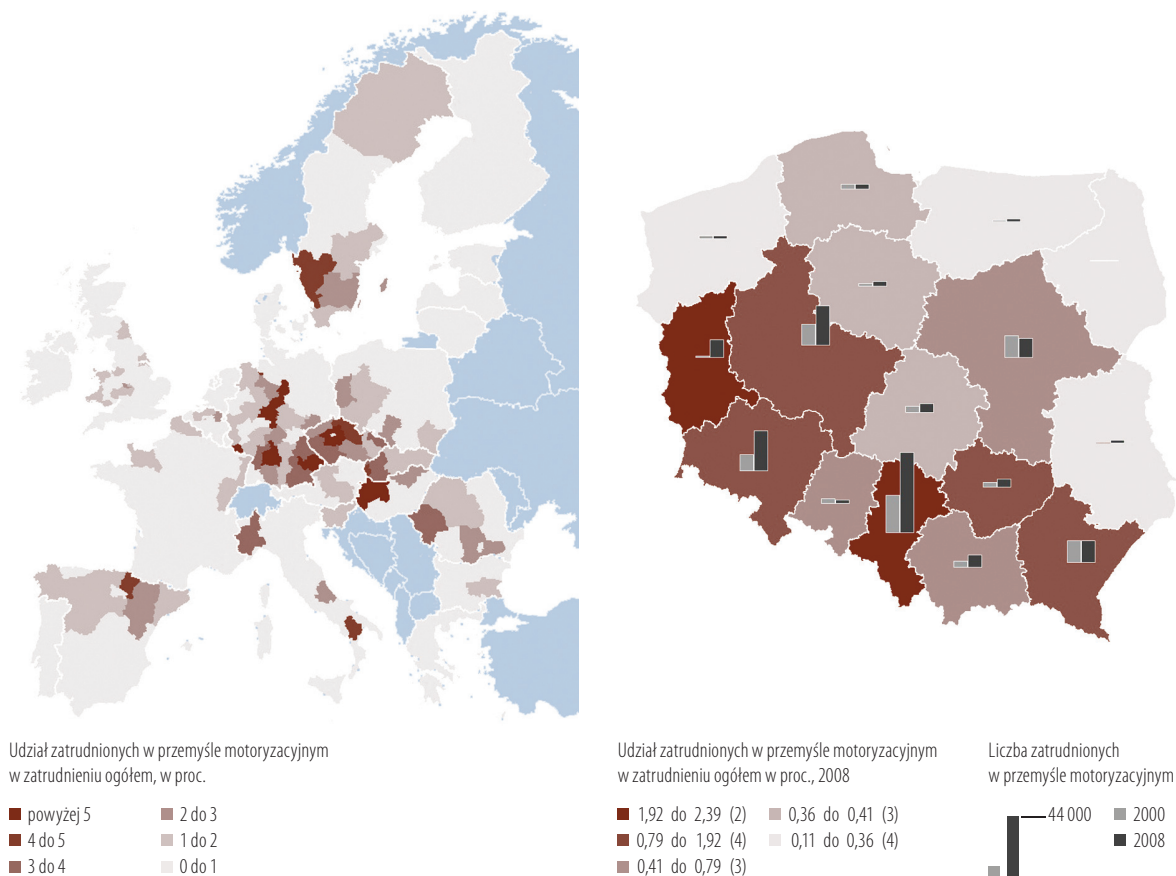 Udział zatrudnionych w przemyśle motoryzacyjnym
w zatrudnieniu ogółem, w proc.
powyżej 5
4 do 5
3 do 4
2 do 3
1 do 2
0 do 1
Udział zatrudnionych w przemyśle motoryzacyjnym
w zatrudnieniu ogółem w proc., 2008
1,92 do 2,39 (2)
0,79 do 1,92 (4)
0,41 do 0,79 (3)
0,36 do 0,41 (3)
0,11 do 0,36 (4)
Liczba zatrudnionych
w przemyśle motoryzacyjnym
44 000
2000
2008